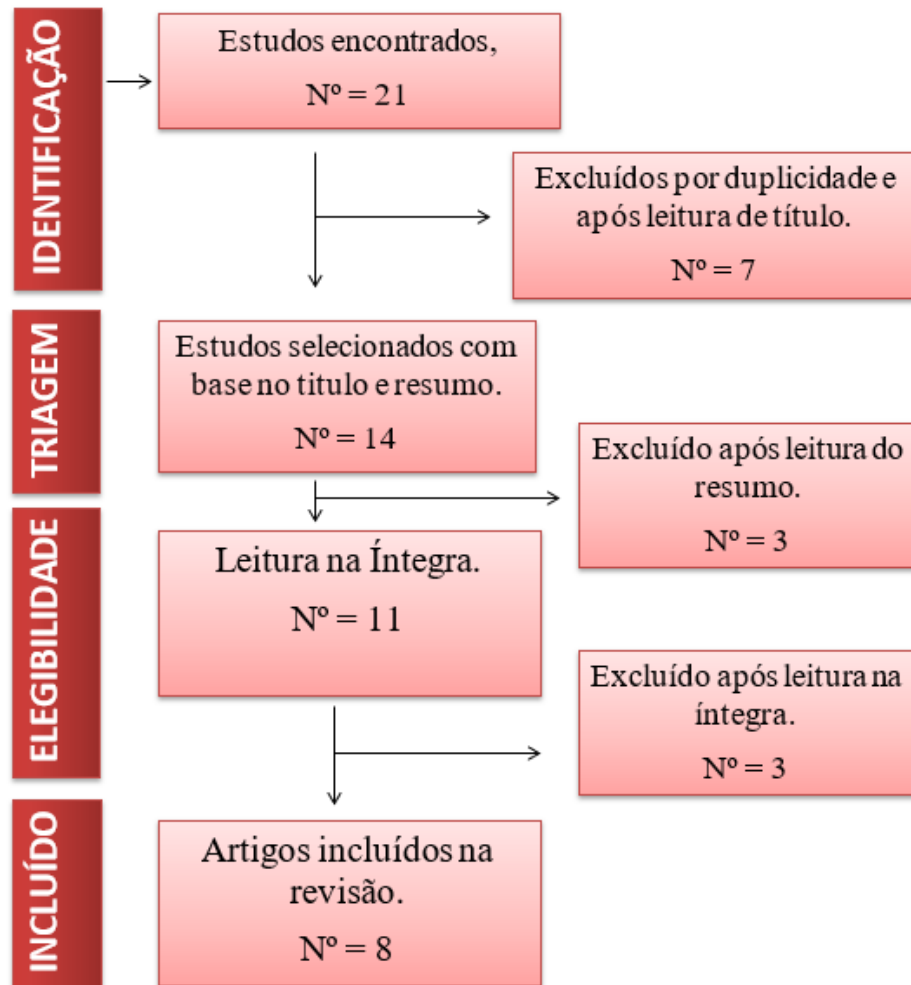 IDENTIFICAÇÃO
Estudos encontrados,
Nº = 21
Excluídos por duplicidade e
após leitura de título.
Nº = 7
TRIAGEM
Estudos selecionados com
base no titulo e resumo.
Nº = 14
Excluído após leitura do
resumo.
Nº = 3
ELEGIBILIDADE
Leitura na Íntegra.
Nº = 11
Excluído após leitura na
íntegra.
Nº = 3
INCLUÍDO
Artigos incluídos na
revisão.
Nº = 8